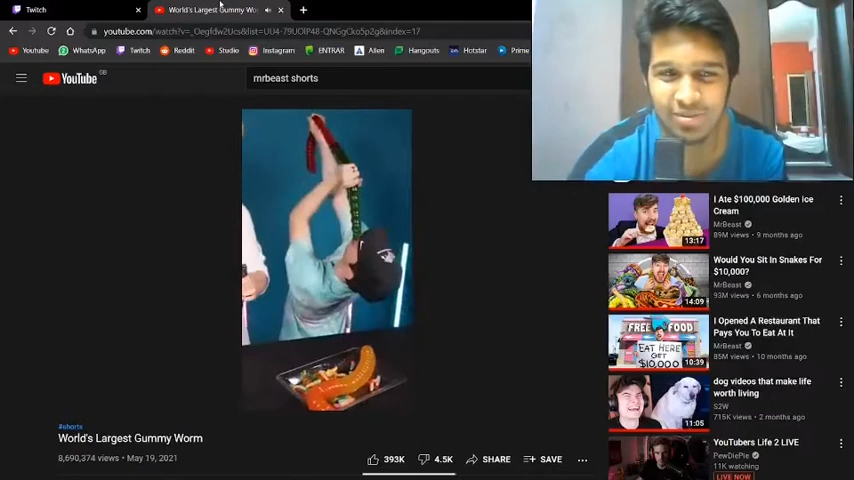 Twitch
World's Largest Gummy Wo
youtube.com/watch?v=_Oegfdw2Ucs&list=UU4-79UOlP48-QNGgCko5p2g&index=17
Youtube WhatsApp Twitch Reddit Studio Instagram ENTRAR Alien Hangouts Hotstar Prime
YouTube GB
mrbeast shorts
I Ate $100,000 Golden Ice
Cream
MrBeast
89M views • 9 months ago
13:17
Would You Sit In Snakes For
$10,000?
MrBeast
93M views • 6 months ago
14:09
FREE FOOD
EAT HERE
GET
$10,000
10:39
I Opened A Restaurant That
Pays You To Eat At It
MrBeast
85M views • 10 months ago
dog videos that make life
worth living
S2W
715K views • 2 months ago
11:05
YouTubers Life 2 LIVE
PewDiePie
11K watching
LIVE NOW
#shorts
World's Largest Gummy Worm
8,690,374 views • May 19, 2021
393K 4.5K SHARE SAVE